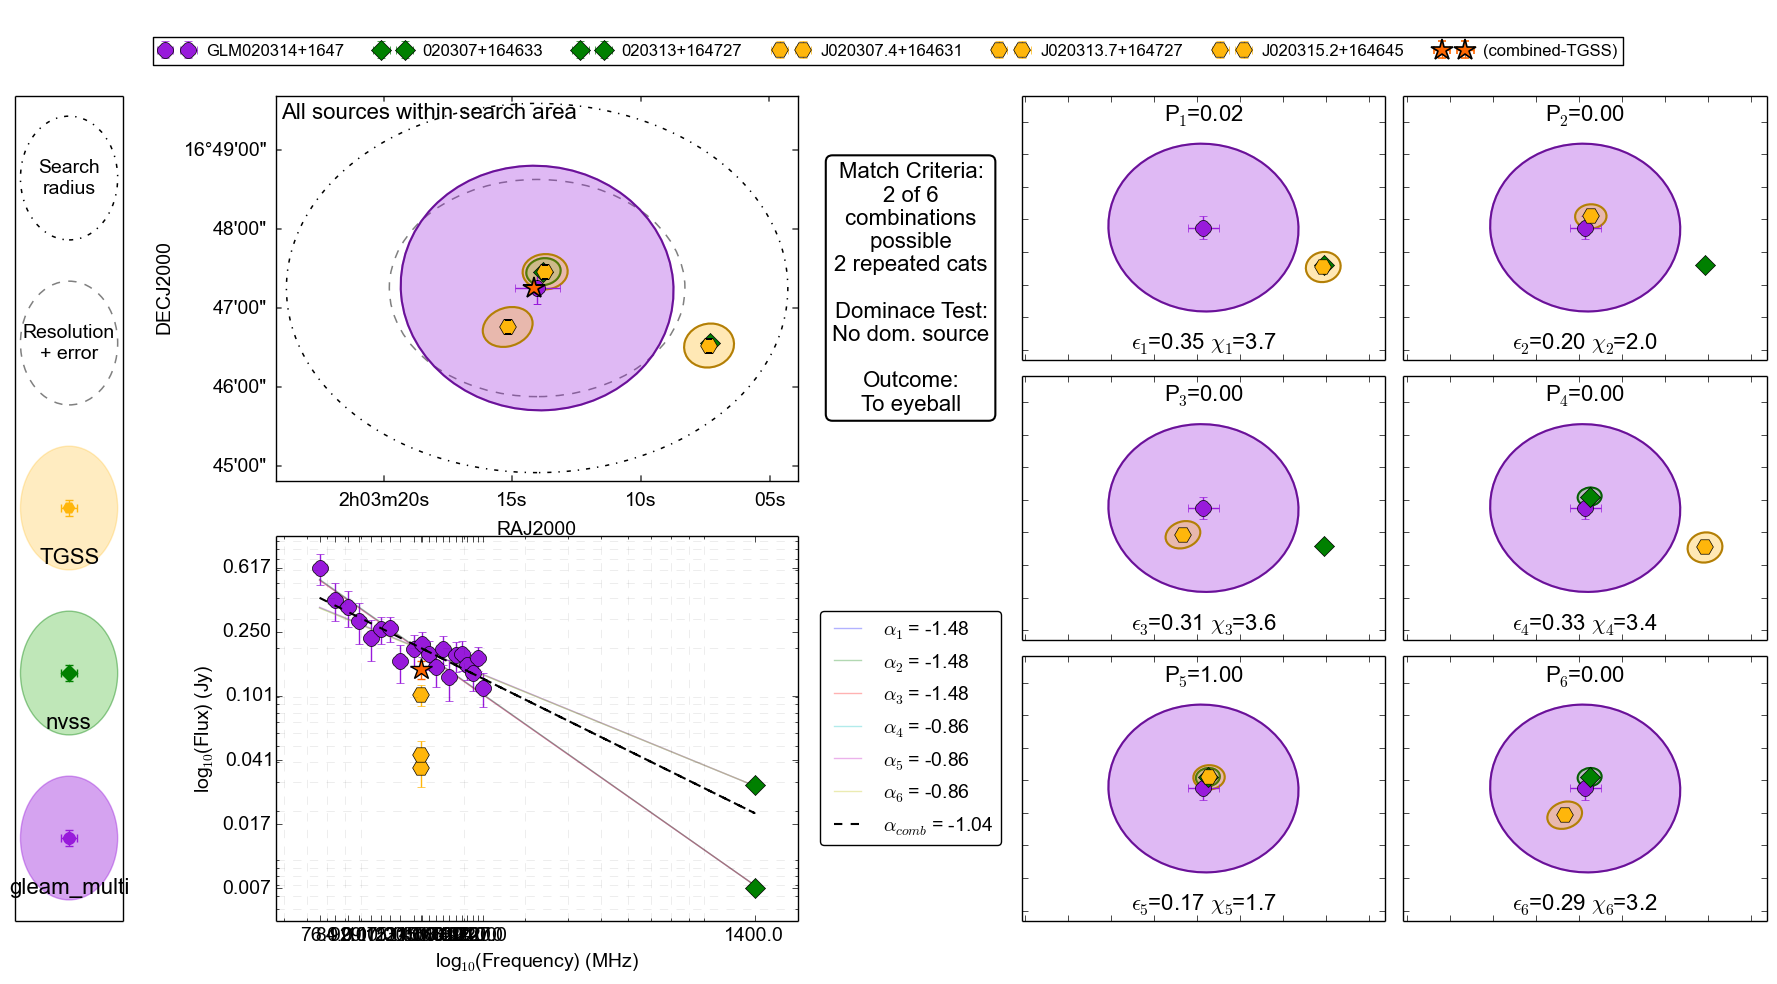 GLM020314+1647 020307+164633 020313+164727 J020307.4+164631 J020313.7+164727 J020315.2+164645 (combined-TGSS)
Search
radius
Resolution
+ error
TGSS
nvss
gleam_multi
All sources within search area
DECJ2000
16°49'00"
48'00"
47'00"
46'00"
45'00"
2h03m20s 15s 10s 05s
RAJ2000
Match Criteria:
2 of 6
combinations
possible
2 repeated cats
Dominace Test:
No dom. source
Outcome:
To eyeball
log10(Flux) (Jy)
0.617
0.250
0.101
0.041
0.017
0.007
1400.0
log10(Frequency) (MHz)
α1 = -1.48
α2 = -1.48
α3 = -1.48
α4 = -0.86
α5 = -0.86
α6 = -0.86
αcomb = -1.04
P1=0.02
ϵ1=0.35 χ1=3.7
P2=0.00
ϵ2=0.20 χ2=2.0
P3=0.00
ϵ3=0.31 χ3=3.6
P4=0.00
ϵ4=0.33 χ4=3.4
P5=1.00
ϵ5=0.17 χ5=1.7
P6=0.00
ϵ6=0.29 χ6=3.2